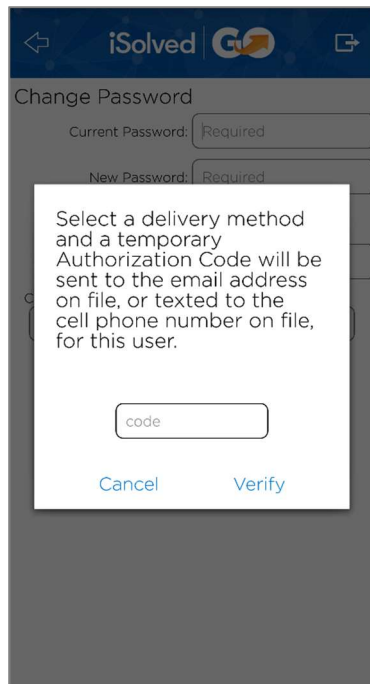 iSolved GO
Change Password
Current Password: Required
New Password: Required
Select a delivery method
and a temporary
Authorization Code will be
sent to the email address
on file, or texted to the
cell phone number on file,
for this user.
code
Cancel Verify